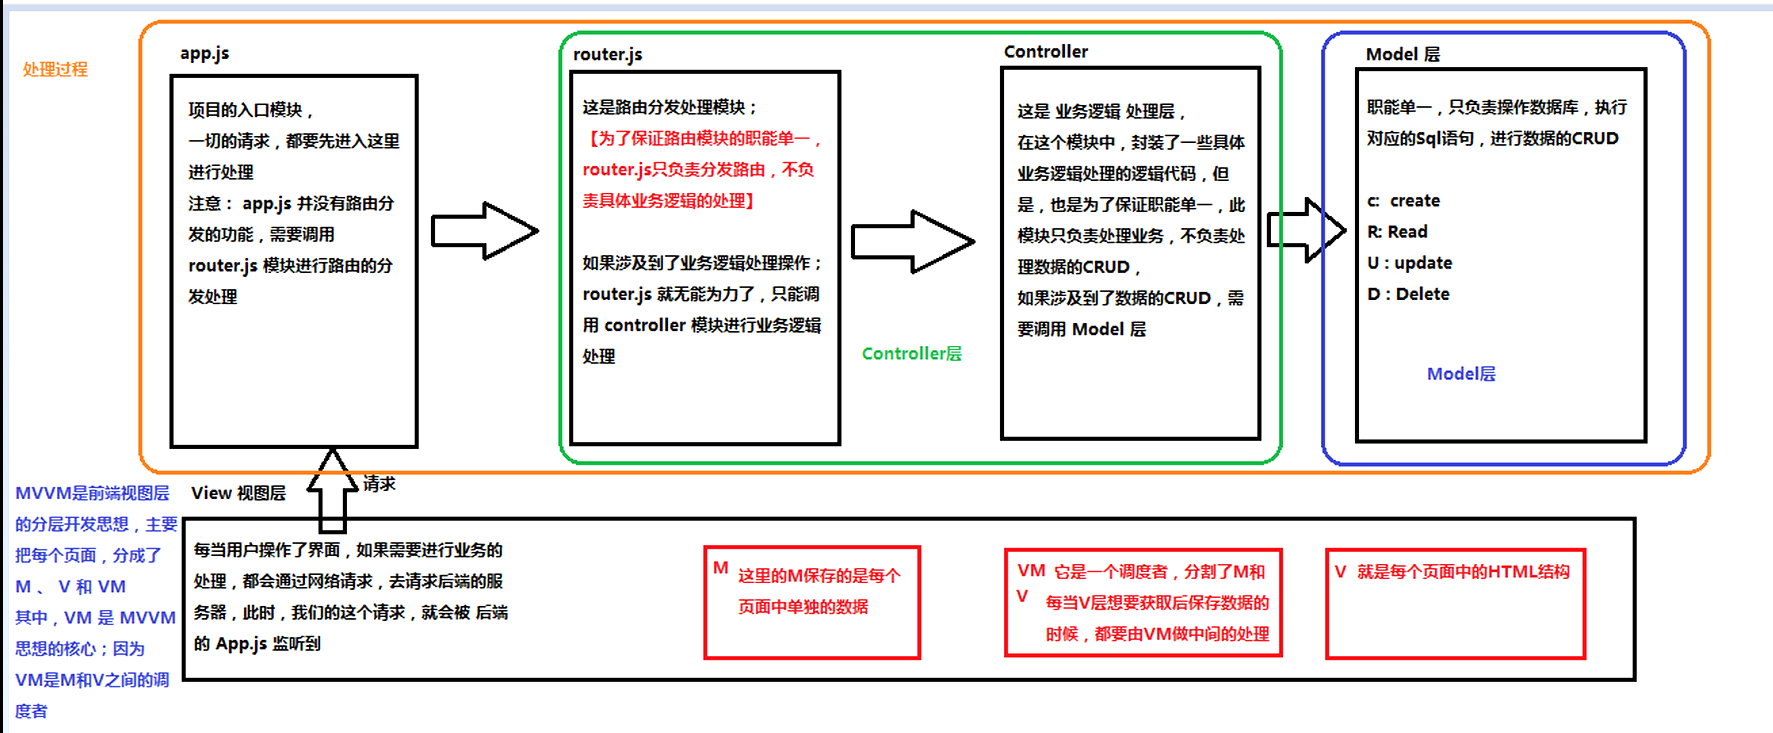 处理过程
app.js
项目的入口模块，
一切的请求，都要先进入这里
进行处理
注意： app.js 并没有路由分
发的功能，需要调用
router.js 模块进行路由的分
发处理
router.js
这是路由分发处理模块；
【为了保证路由模块的职能单一，
router.js只负责分发路由，不负
责具体业务逻辑的处理】
如果涉及到了业务逻辑处理操作；
router.js 就无能为力了，只能调
用 controller 模块进行业务逻辑
处理
Controller层
Controller
这是 业务逻辑 处理层，
在这个模块中，封装了一些具体
业务逻辑处理的逻辑代码，但
是，也是为了保证职能单一，此
模块只负责处理业务，不负责处
理数据的CRUD，
如果涉及到了数据的CRUD，需
要调用 Model 层
Model 层
职能单一，只负责操作数据库，执行
对应的Sql语句，进行数据的CRUD
c: create
R: Read
U : update
D : Delete
Model层
请求
MVVM是前端视图层
的分层开发思想，主要
把每个页面，分成了
M 、 V 和 VM
其中，VM 是 MVVM
思想的核心；因为
VM是M和V之间的调
度者
View 视图层
每当用户操作了界面，如果需要进行业务的
处理，都会通过网络请求，去请求后端的服
务器，此时，我们的这个请求，就会被 后端
的 App.js 监听到
M 这里的M保存的是每个
页面中单独的数据
VM 它是一个调度者，分割了M和
V 每当V层想要获取后保存数据的
时候，都要由VM做中间的处理
V 就是每个页面中的HTML结构